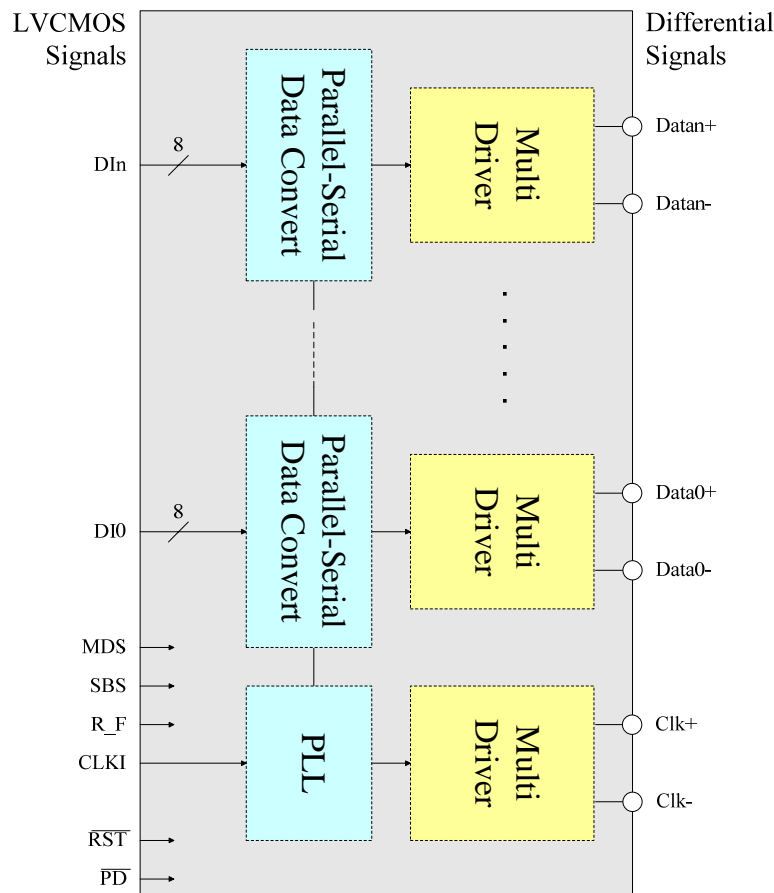 LVCMOS
Signals
Differential
Signals
DIn
8
Parallel-Serial
Data Convert
Multi
Driver
Datan+
Datan-
DI0
8
Parallel-Serial
Data Convert
Multi
Driver
Data0+
Data0-
MDS
SBS
R_F
CLKI
RST
PD
PLL
Multi
Driver
Clk+
Clk-